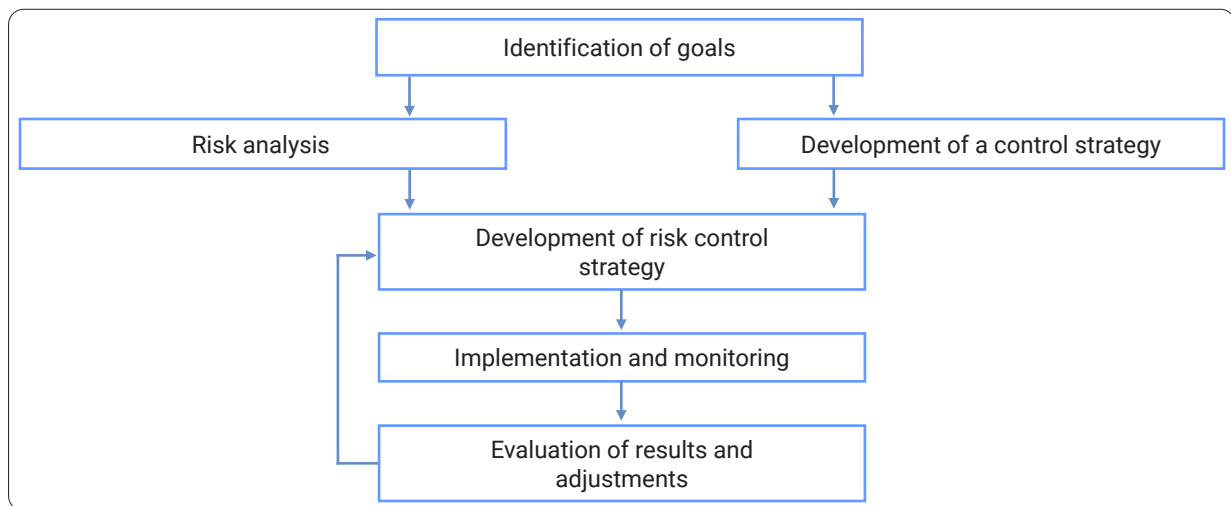 Identification of goals
Risk analysis
Development of a control strategy
Development of risk control
strategy
Implementation and monitoring
Evaluation of results and
adjustments